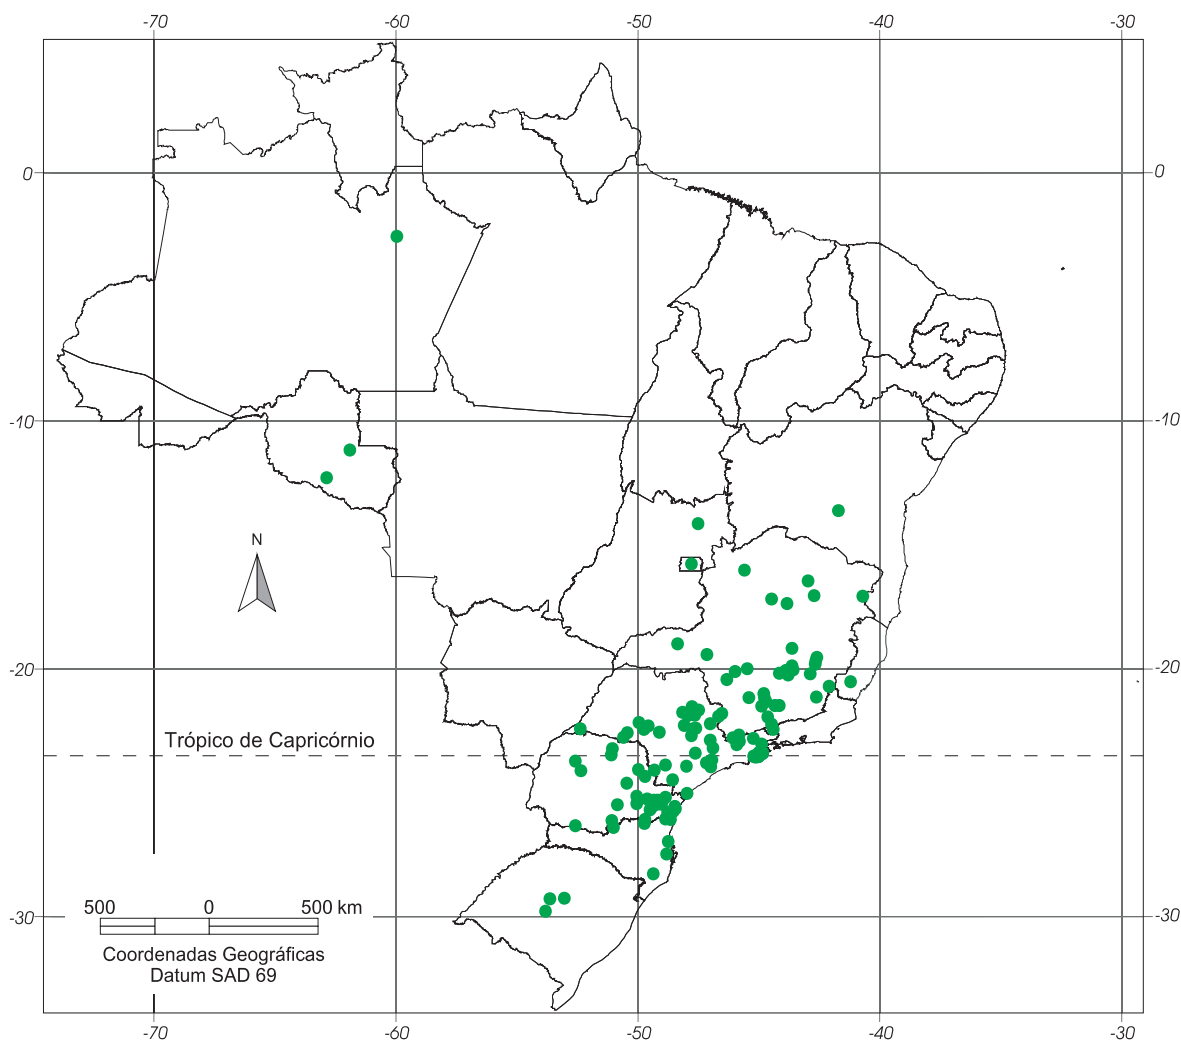 -70 -60 -50 -40 -30
0 0
-10 -10
N
-20 -20
Trópico de Capricórnio
500 0 500 km
-30 -30
Coordenadas Geográficas
Datum SAD 69
-70 -60 -50 -40 -30